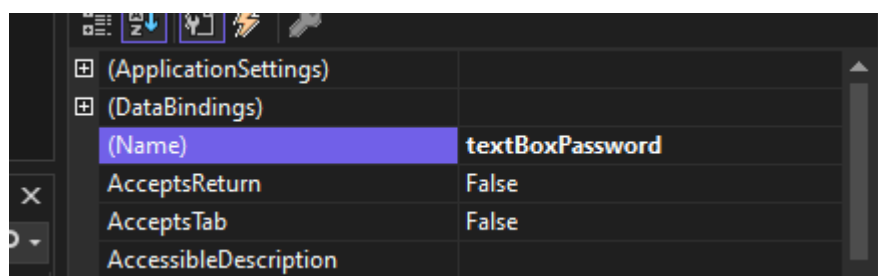 (ApplicationSettings)
(DataBindings)
(Name) textBoxPassword
AcceptsReturn False
AcceptsTab False
AccessibleDescription